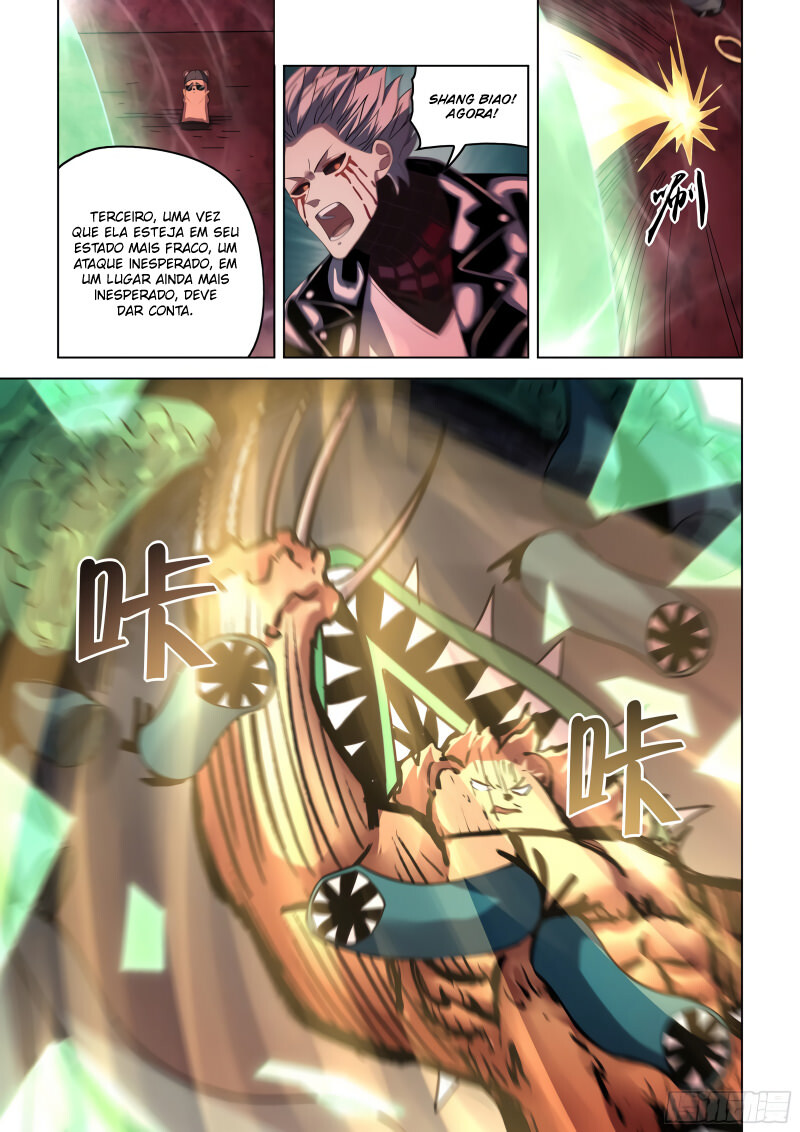 TERCEIRO, UMA VEZ
QUE ELA ESTEJA EM SEU
ESTADO MAIS FRACO, UM
ATAQUE INESPERADO, EM
UM LUGAR AINDA MAIS
INESPERADO, DEVE
DAR CONTA.
SHANG BIAO!
AGORA!
唰
咔
咔